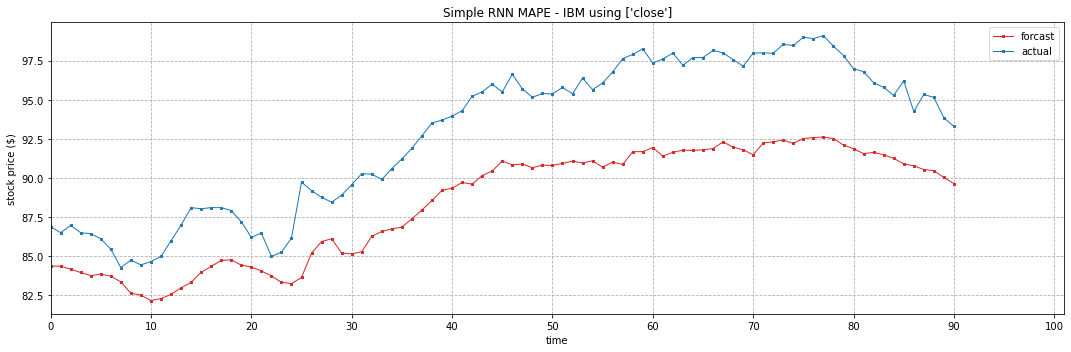 Simple RNN MAPE - IBM using ['close']
forcast
actual
stock price ($)
97.5
95.0
92.5
90.0
87.5
85.0
82.5
0 10 20 30 40 50 60 70 80 90 100
time